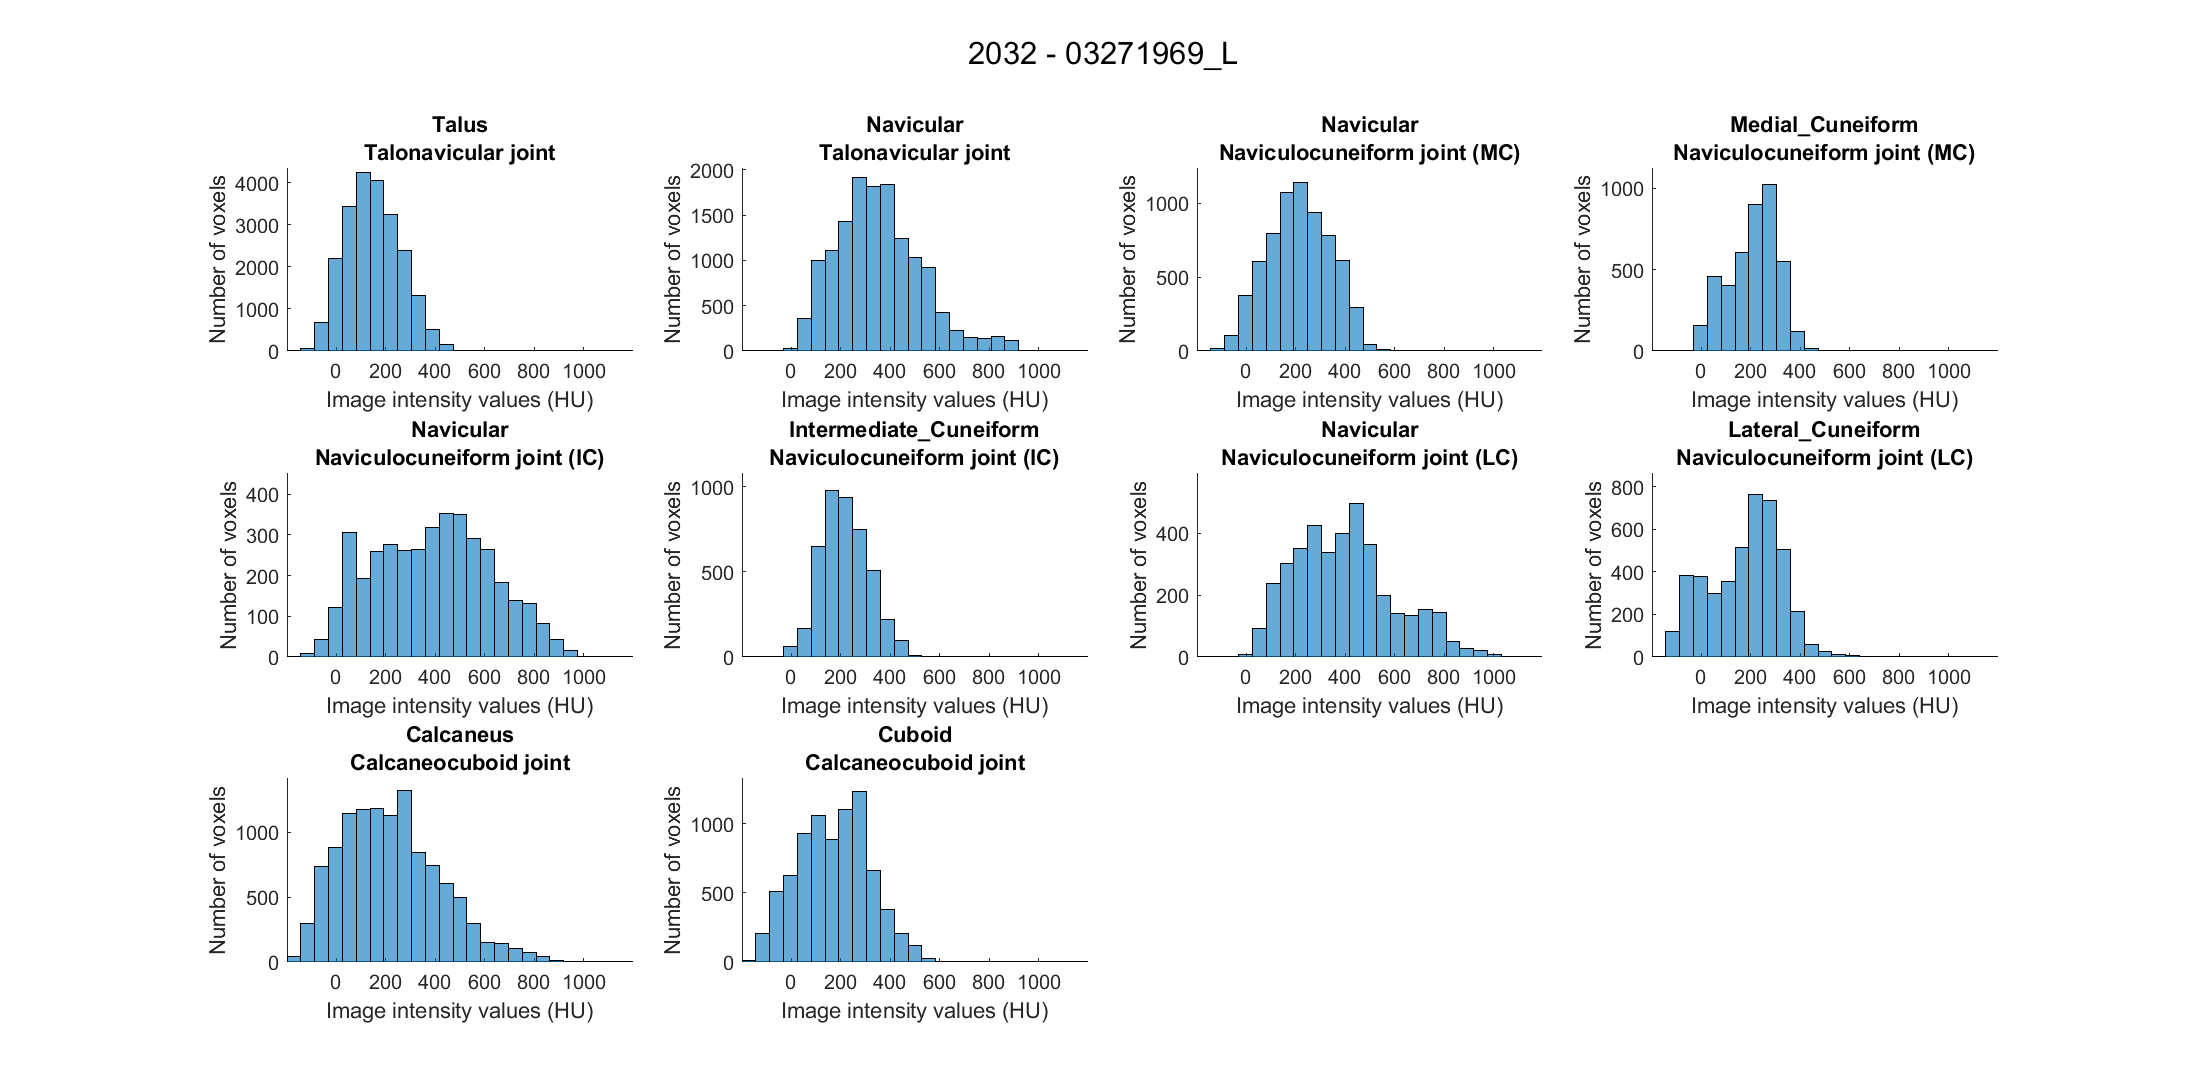 2032 - 03271969_L
Talus
Talonavicular joint
Number of voxels
4000
3000
2000
1000
0
0 200 400 600 800 1000
Image intensity values (HU)
Navicular
Talonavicular joint
Number of voxels
2000
1500
1000
500
0
0 200 400 600 800 1000
Image intensity values (HU)
Navicular
Naviculocuneiform joint (MC)
Number of voxels
1000
500
0
0 200 400 600 800 1000
Image intensity values (HU)
Medial_Cuneiform
Naviculocuneiform joint (MC)
Number of voxels
1000
500
0
0 200 400 600 800 1000
Image intensity values (HU)
Navicular
Naviculocuneiform joint (IC)
Number of voxels
400
300
200
100
0
0 200 400 600 800 1000
Image intensity values (HU)
Intermediate_Cuneiform
Naviculocuneiform joint (IC)
Number of voxels
1000
500
0
0 200 400 600 800 1000
Image intensity values (HU)
Navicular
Naviculocuneiform joint (LC)
Number of voxels
400
200
0
0 200 400 600 800 1000
Image intensity values (HU)
Lateral_Cuneiform
Naviculocuneiform joint (LC)
Number of voxels
800
600
400
200
0
0 200 400 600 800 1000
Image intensity values (HU)
Calcaneus
Calcaneocuboid joint
Number of voxels
1000
500
0
0 200 400 600 800 1000
Image intensity values (HU)
Cuboid
Calcaneocuboid joint
Number of voxels
1000
500
0
0 200 400 600 800 1000
Image intensity values (HU)